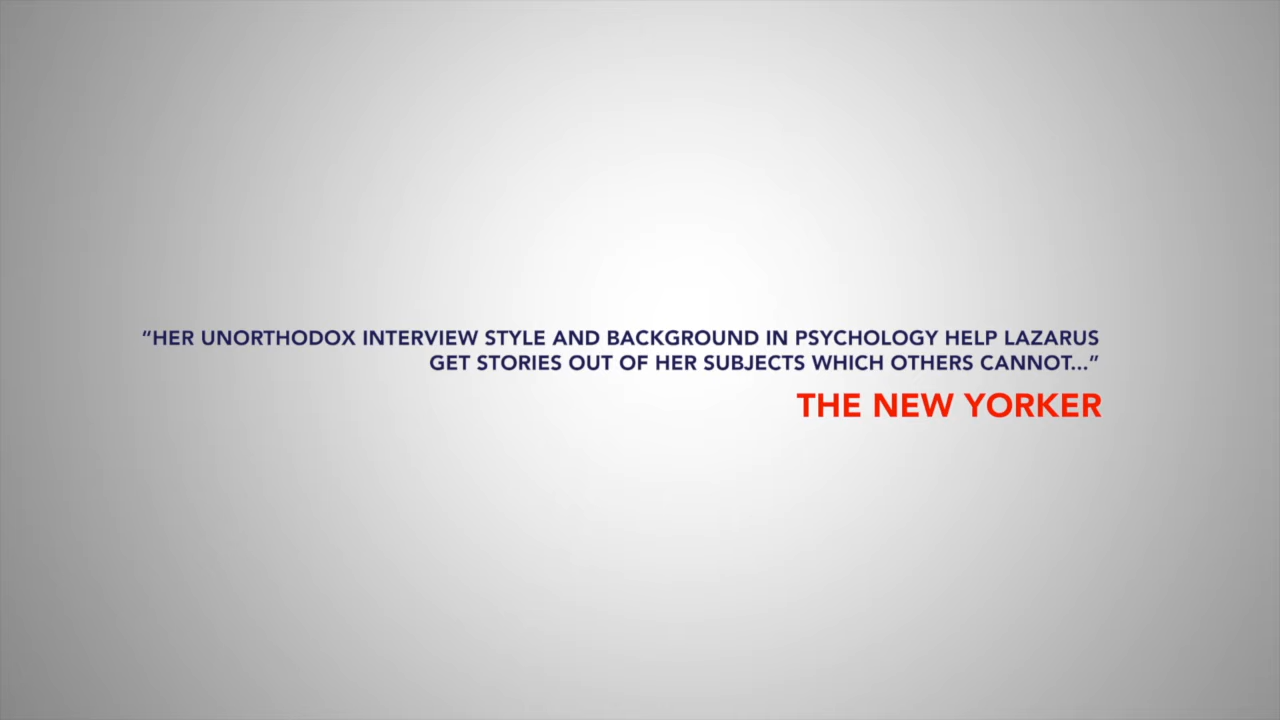 “HER UNORTHODOX INTERVIEW STYLE AND BACKGROUND IN PSYCHOLOGY HELP LAZARUS
GET STORIES OUT OF HER SUBJECTS WHICH OTHERS CANNOT...”
THE NEW YORKER